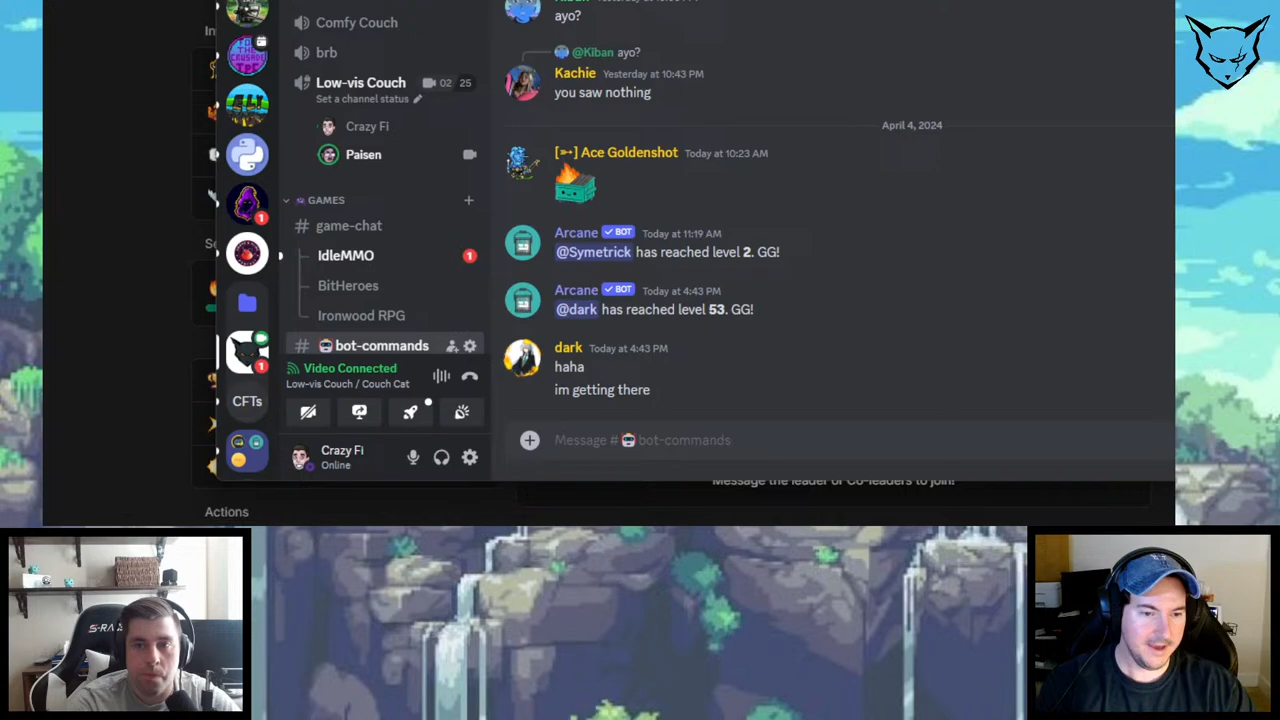 Comfy Couch
brb
Low-vis Couch 02 25
Set a channel status
Crazy Fi
Paisen
GAMES
game-chat
IdleMMO 1
BitHeroes
Ironwood RPG
bot-commands
Video Connected
Low-vis Couch / Couch Cat
Crazy Fi
Online
1
1
CFTs
ayo?
@Kiban ayo?
Kachie Yesterday at 10:43 PM
you saw nothing
April 4, 2024
[➳] Ace Goldenshot Today at 10:23 AM
Arcane ✓ BOT Today at 11:19 AM
@Symetrick has reached level 2. GG!
Arcane ✓ BOT Today at 4:43 PM
@dark has reached level 53. GG!
dark Today at 4:43 PM
haha
im getting there
Message # bot-commands
Message the leader or Co-leaders to join!
Actions
S-RA